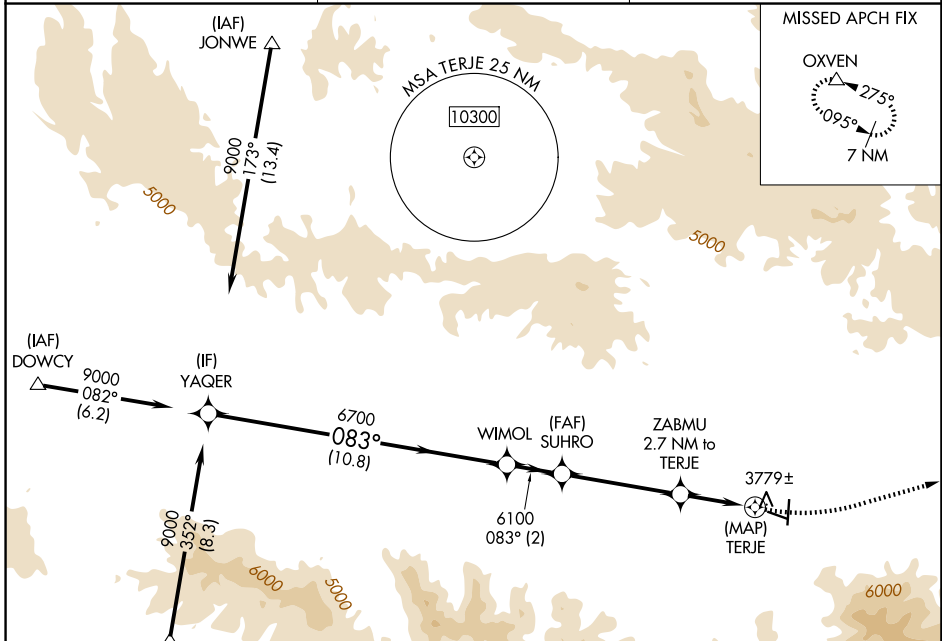 (IAF)
JONWE
9000
173°
(13.4)
MSA TERJE 25 NM
10300
MISSED APCH FIX
OXVEN
275°
095°
7 NM
5000
5000
(IAF)
DOWCY
9000
082°
(6.2)
(IF)
YAQER
6700
083°
(10.8)
WIMOL
(FAF)
SUHRO
6100
083° (2)
ZABMU
2.7 NM to
TERJE
3779±
(MAP)
TERJE
9000
352°
(8.3)
6000
5000
6000